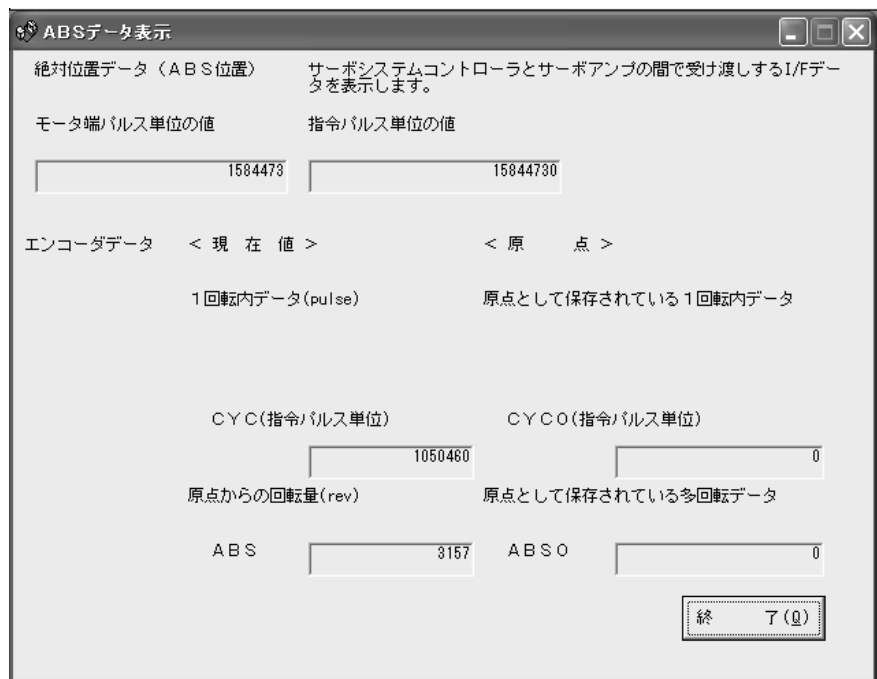 ABSデータ表示
絶対位置データ(ABS位置) サーボシステムコントローラとサーボアンプの間で受け渡しするI/Fデー
タを表示します。
モータ端パルス単位の値 指令パルス単位の値
1584473 15844730
エンコーダデータ <現 在 値> <原 点>
1回転内データ(pulse) 原点として保存されている1回転内データ
CYC(指令パルス単位) CYC0(指令パルス単位)
1050460 0
原点からの回転量(rev) 原点として保存されている多回転データ
ABS 3157 ABS0 0
終 了(Q)